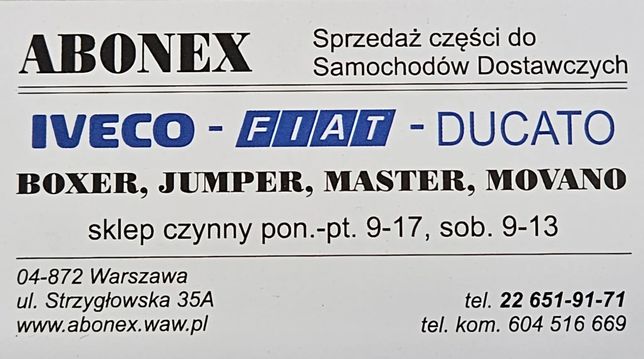 ABONEX
Sprzedaż części do
Samochodów Dostawczych
IVECO - FIAT - DUCATO
BOXER, JUMPER, MASTER, MOVANO
sklep czynny pon.-pt. 9-17, sob. 9-13
04-872 Warszawa
ul. Strzygłowska 35A
www.abonex.waw.pl
tel. 22 651-91-71
tel. kom. 604 516 669